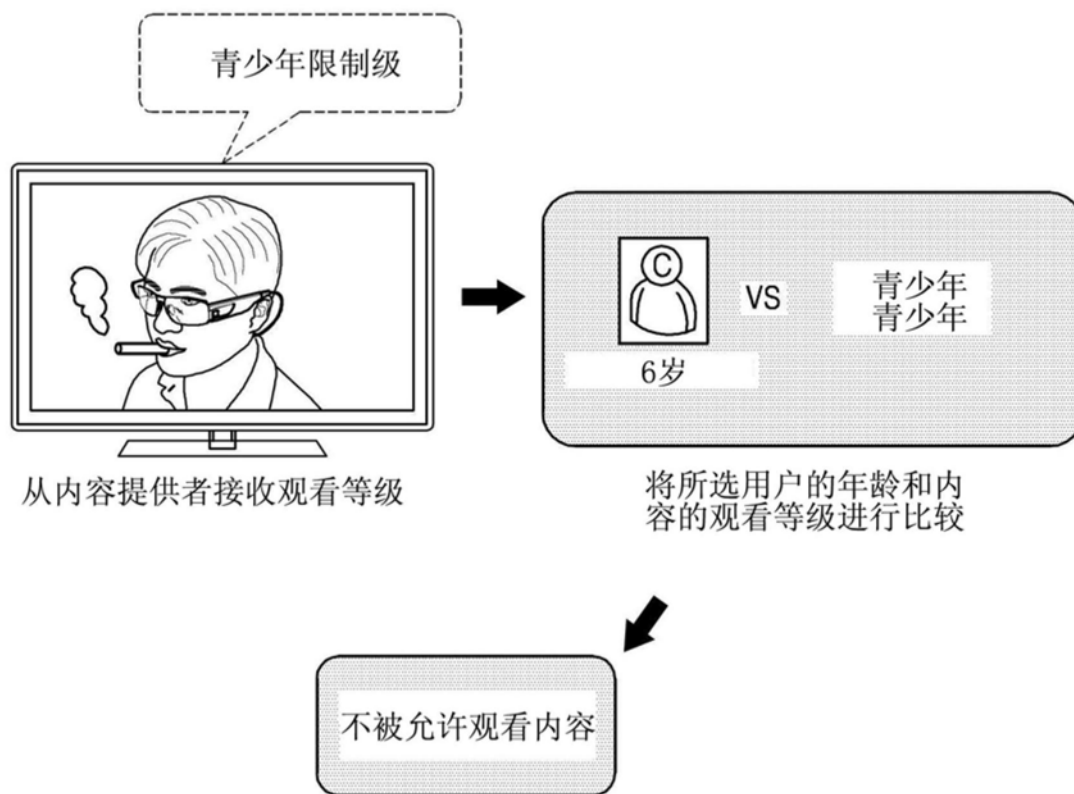 青少年限制级
C
VS
青少年
青少年
6岁
从内容提供者接收观看等级
将所选用户的年龄和内
容的观看等级进行比较
不被允许观看内容